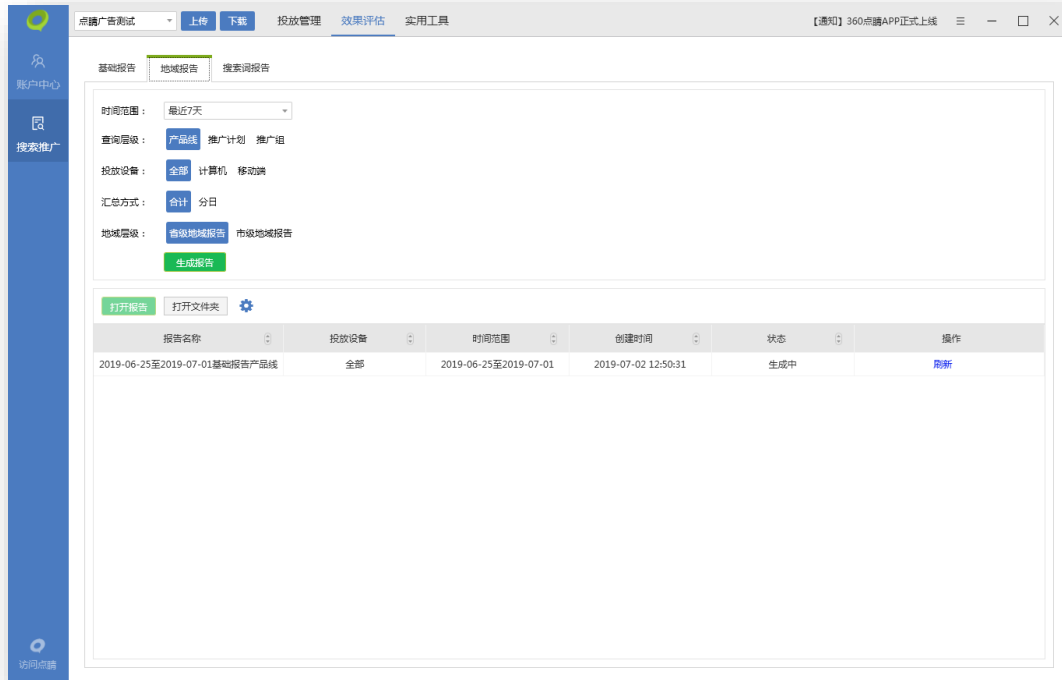 点睛广告测试 上传 下载 投放管理 效果评估 实用工具 【通知】360点睛APP正式上线
账户中心
搜索推广
基础报告 地域报告 搜索词报告
时间范围： 最近7天
查询层级： 产品线 推广计划 推广组
投放设备： 全部 计算机 移动端
汇总方式： 合计 分日
地域层级： 省级地域报告 市级地域报告
生成报告
打开报告 打开文件夹
报告名称 投放设备 时间范围 创建时间 状态 操作
2019-06-25至2019-07-01基础报告产品线 全部 2019-06-25至2019-07-01 2019-07-02 12:50:31 生成中 刷新
访问点睛